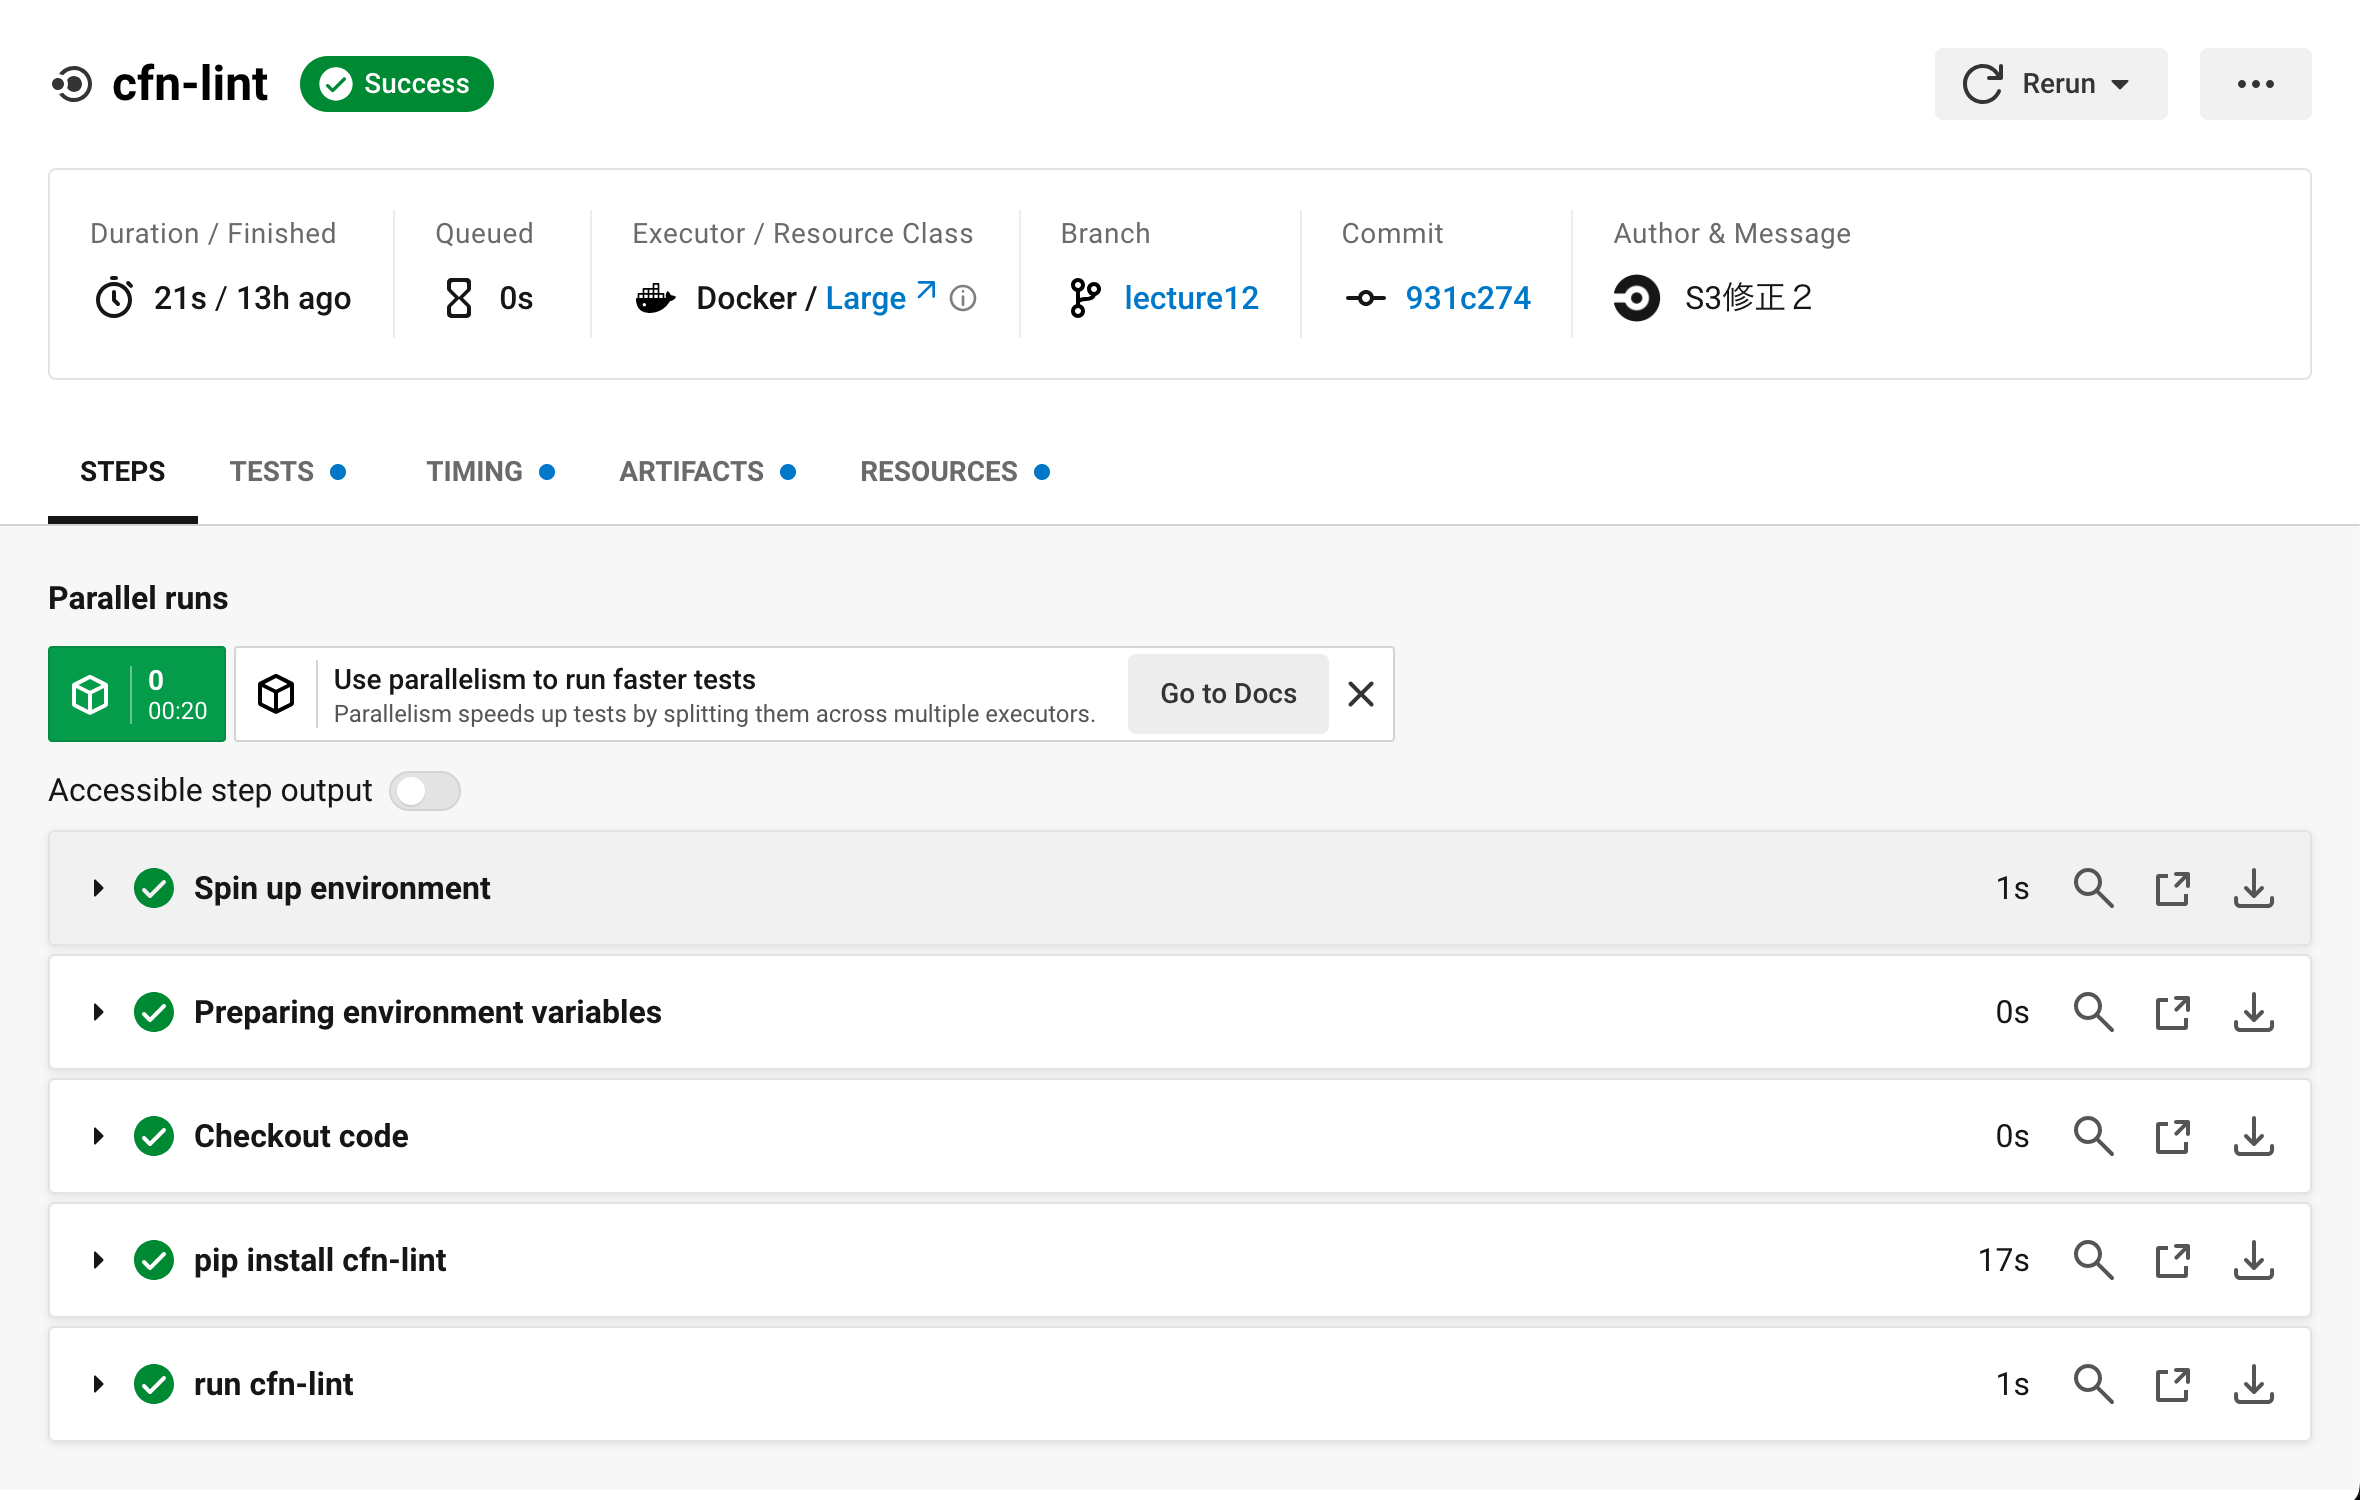 cfn-lint
Success
Rerun
Duration / Finished
21s / 13h ago
Queued
0s
Executor / Resource Class
Docker / Large
Branch
lecture12
Commit
931c274
Author & Message
S3修正２
STEPS
TESTS
TIMING
ARTIFACTS
RESOURCES
Parallel runs
0
00:20
Use parallelism to run faster tests
Parallelism speeds up tests by splitting them across multiple executors.
Go to Docs
Accessible step output
Spin up environment
1s
Preparing environment variables
0s
Checkout code
0s
pip install cfn-lint
17s
run cfn-lint
1s